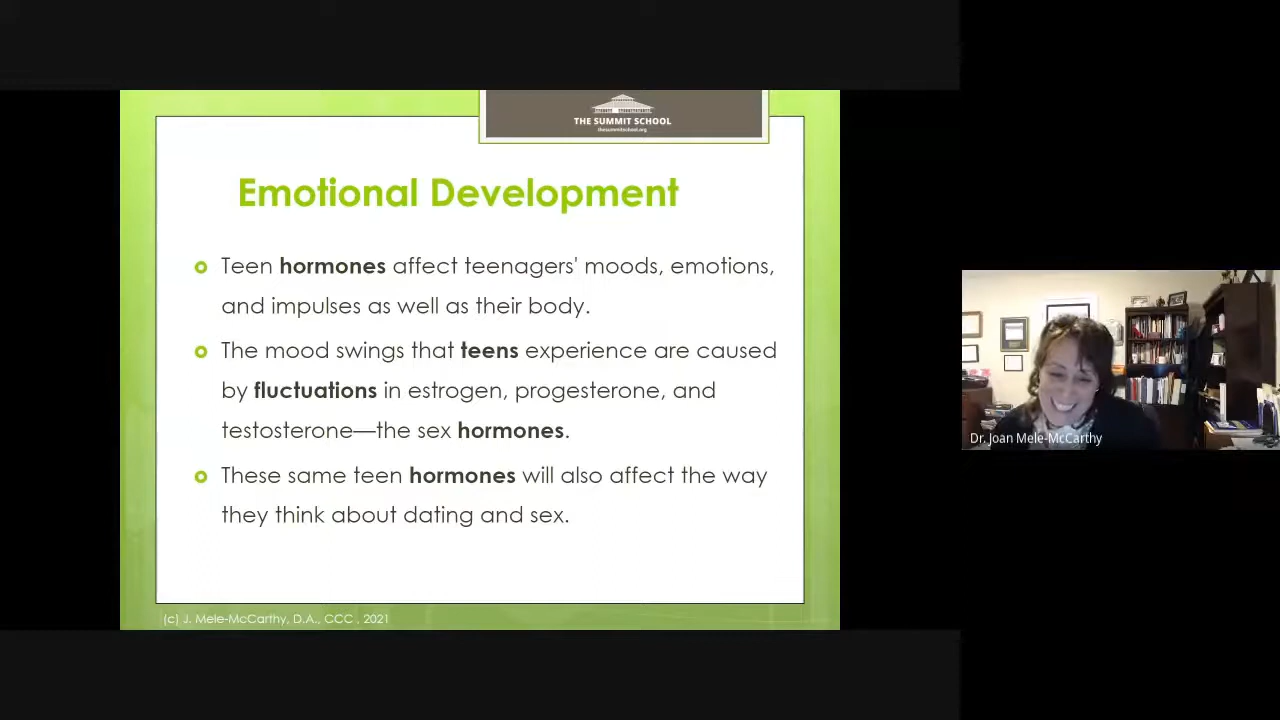 THE SUMMIT SCHOOL
thesummitschool.org
Emotional Development
Teen hormones affect teenagers' moods, emotions,
and impulses as well as their body.
The mood swings that teens experience are caused
by fluctuations in estrogen, progesterone, and
testosterone—the sex hormones.
These same teen hormones will also affect the way
they think about dating and sex.
(c) J. Mele-McCarthy, D.A., CCC , 2021
Dr. Joan Mele-McCarthy